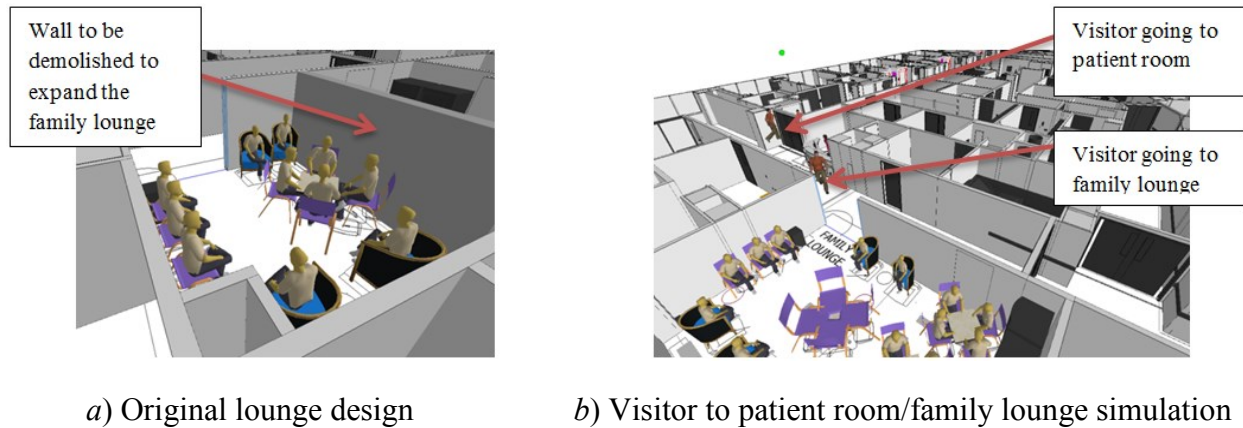 Wall to be
demolished to
expand the
family lounge
Visitor going to
patient room
Visitor going to
family lounge
FAMILY
LOUNGE
a) Original lounge design
b) Visitor to patient room/family lounge simulation